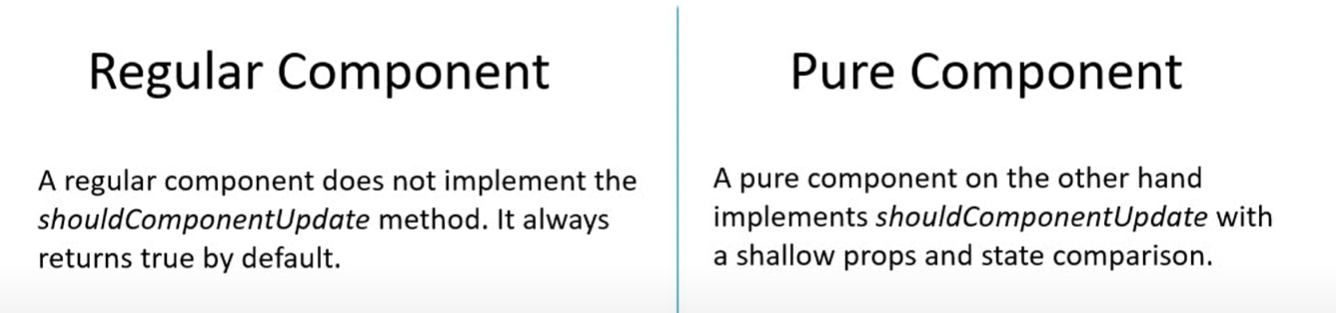 Regular Component
A regular component does not implement the
shouldComponentUpdate method. It always
returns true by default.
Pure Component
A pure component on the other hand
implements shouldComponentUpdate with
a shallow props and state comparison.